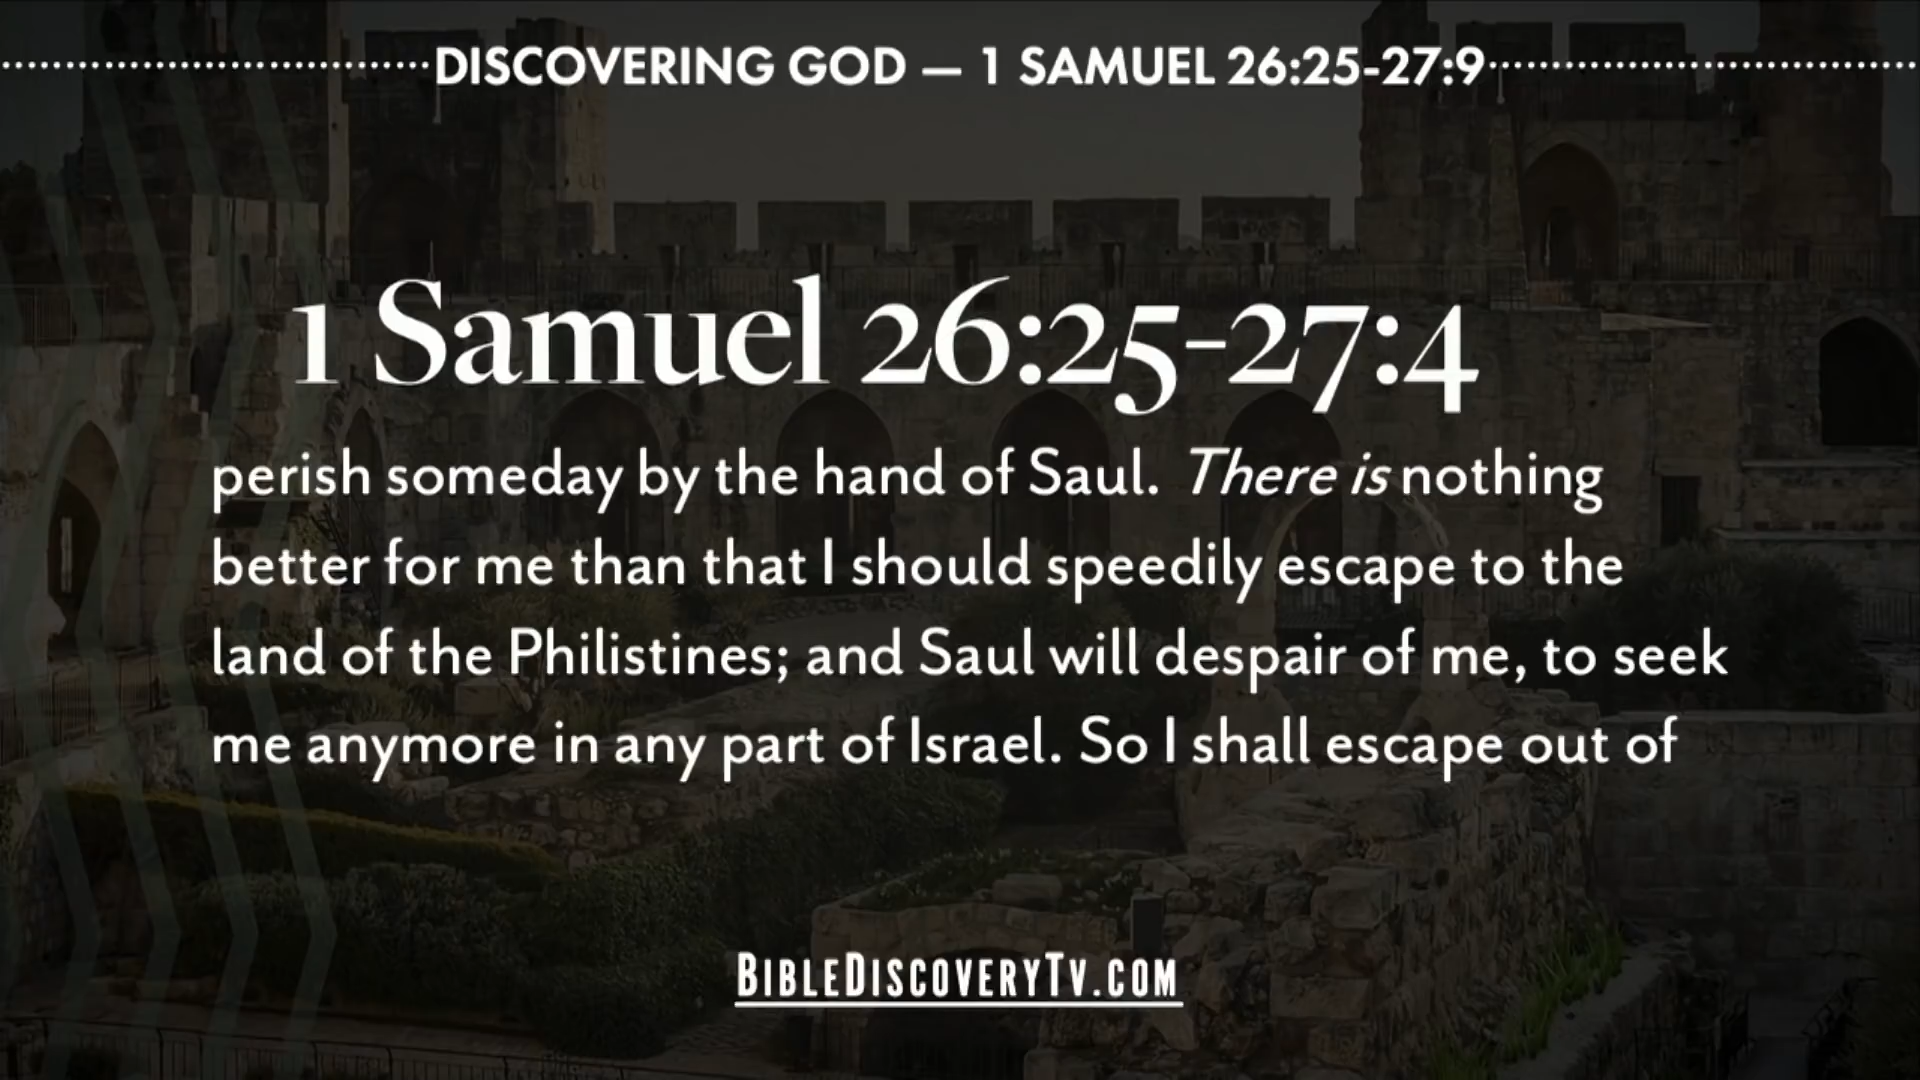 DISCOVERING GOD — 1 SAMUEL 26:25-27:9
1 Samuel 26:25-27:4
perish someday by the hand of Saul. There is nothing
better for me than that I should speedily escape to the
land of the Philistines; and Saul will despair of me, to seek
me anymore in any part of Israel. So I shall escape out of
BIBLEDISCOVERYTV.COM